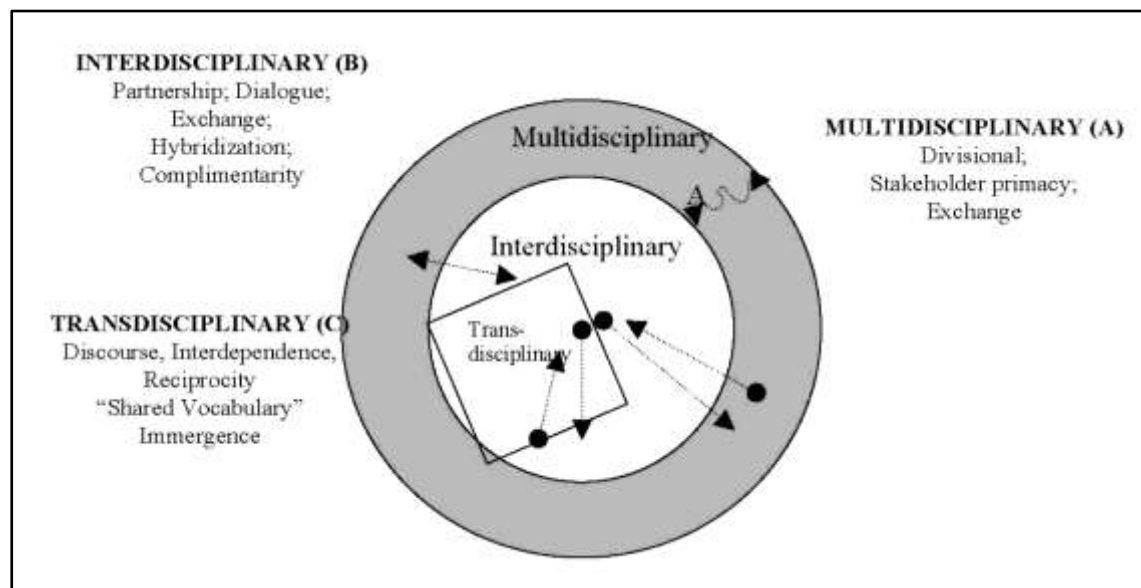 INTERDISCIPLINARY (B)
Partnership; Dialogue;
Exchange;
Hybridization;
Complimentarity
MULTIDISCIPLINARY (A)
Divisional;
Stakeholder primacy;
Exchange
TRANSDISCIPLINARY (C)
Discourse, Interdependence,
Reciprocity
“Shared Vocabulary”
Immergence
Multidisciplinary
A
Interdisciplinary
Trans-
disciplinary